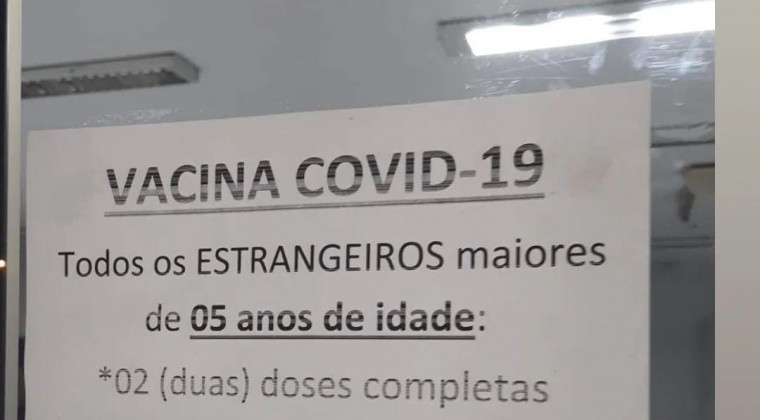 VACINA COVID-19
Todos os ESTRANGEIROS maiores
de 05 anos de idade:
*02 (duas) doses completas